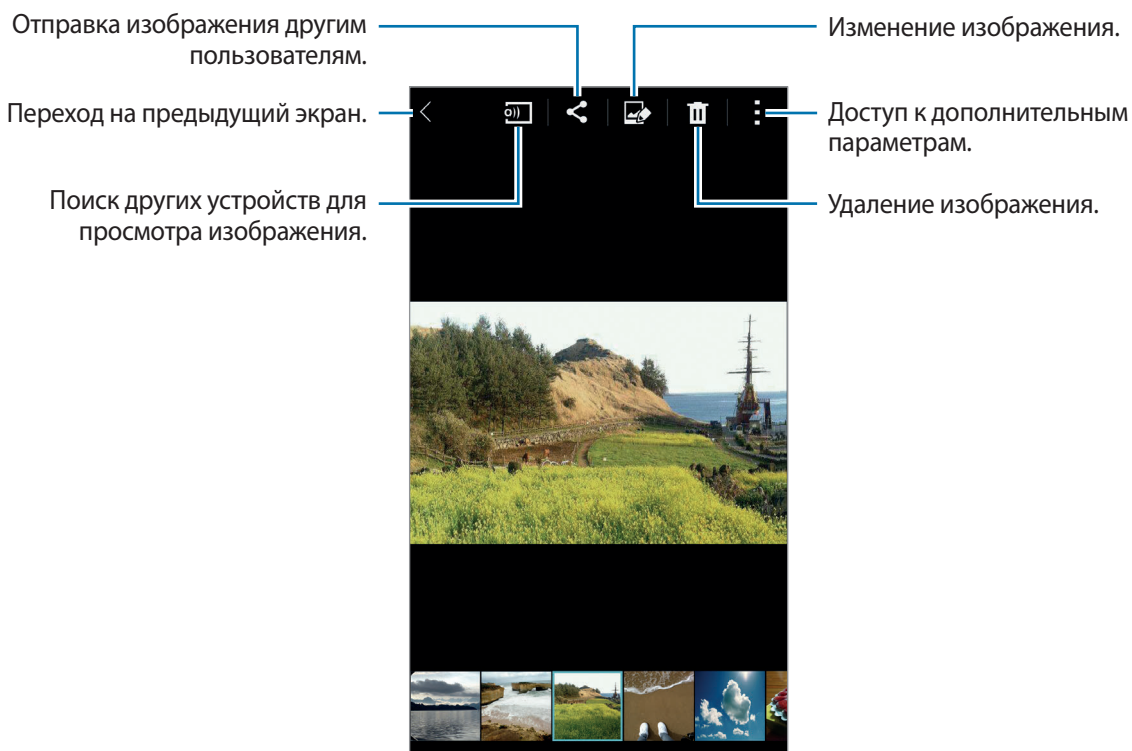 Отправка изображения другим
пользователям.
Переход на предыдущий экран.
Поиск других устройств для
просмотра изображения.
Изменение изображения.
Доступ к дополнительным
параметрам.
Удаление изображения.